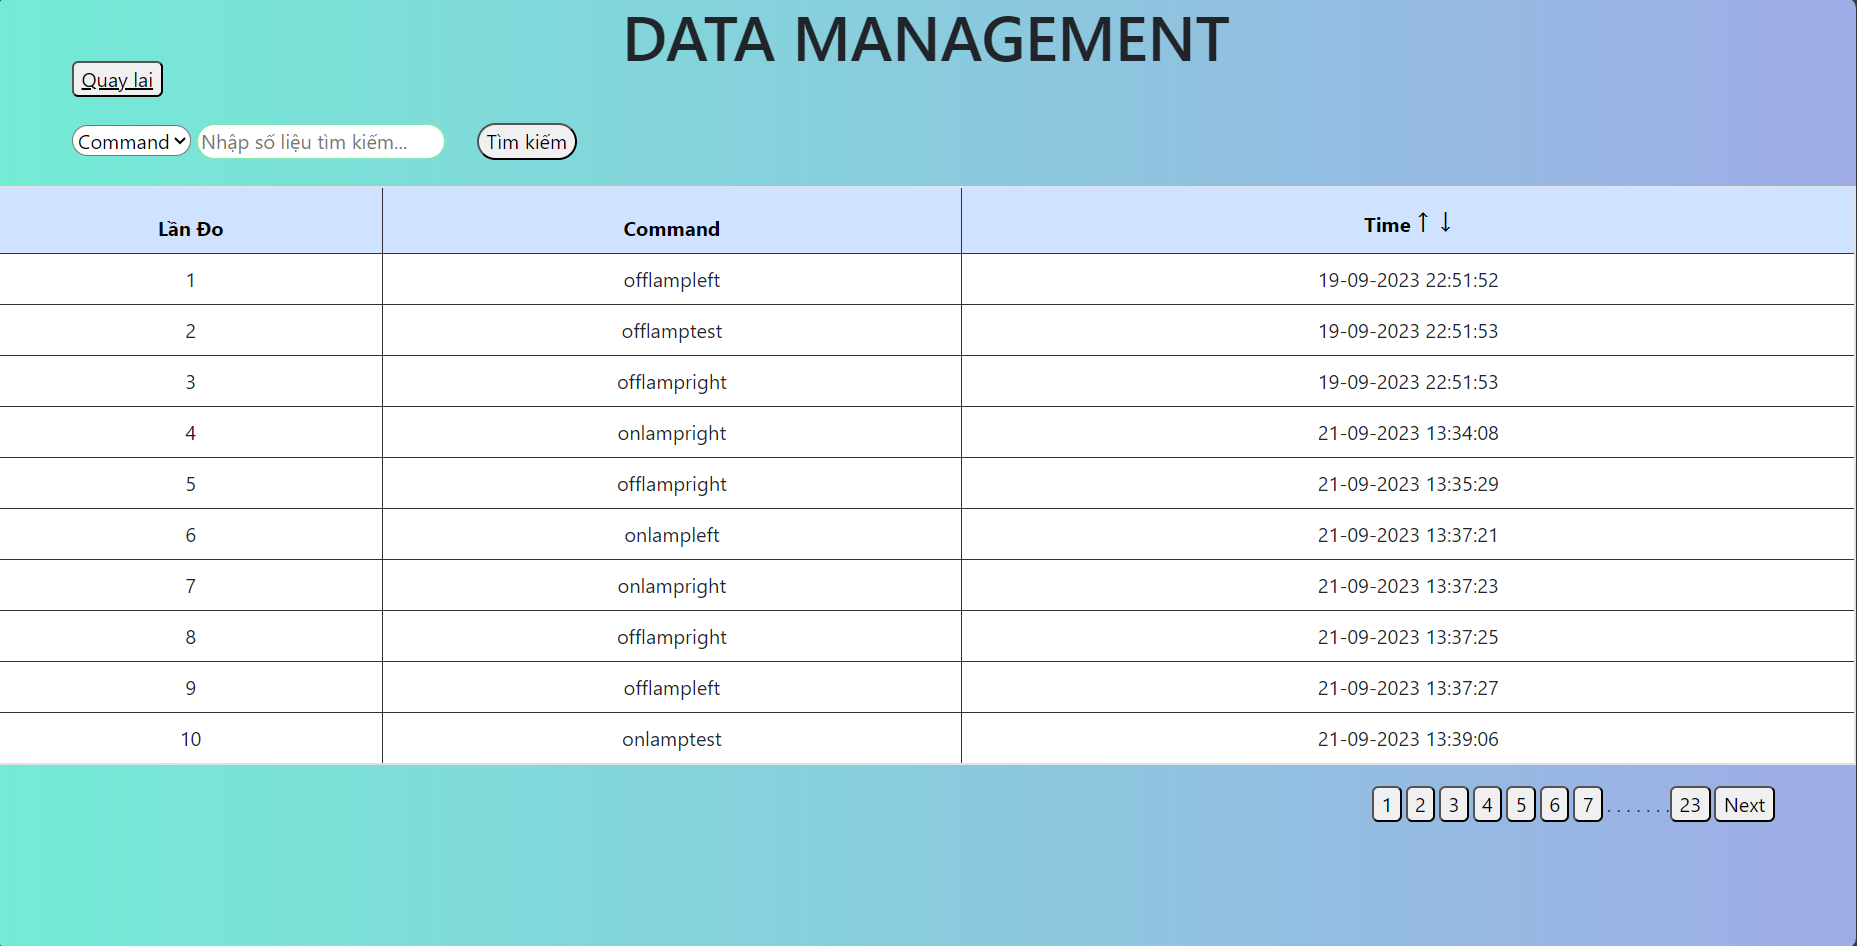 DATA MANAGEMENT
Quay lai
Command Nhập số liệu tìm kiếm... Tìm kiếm
Lần Đo Command Time ↑ ↓
1 offlampleft 19-09-2023 22:51:52
2 offlamptest 19-09-2023 22:51:53
3 offlampright 19-09-2023 22:51:53
4 onlampright 21-09-2023 13:34:08
5 offlampright 21-09-2023 13:35:29
6 onlampleft 21-09-2023 13:37:21
7 onlampright 21-09-2023 13:37:23
8 offlampright 21-09-2023 13:37:25
9 offlampleft 21-09-2023 13:37:27
10 onlamptest 21-09-2023 13:39:06
1 2 3 4 5 6 7 . . . . . . . 23 Next